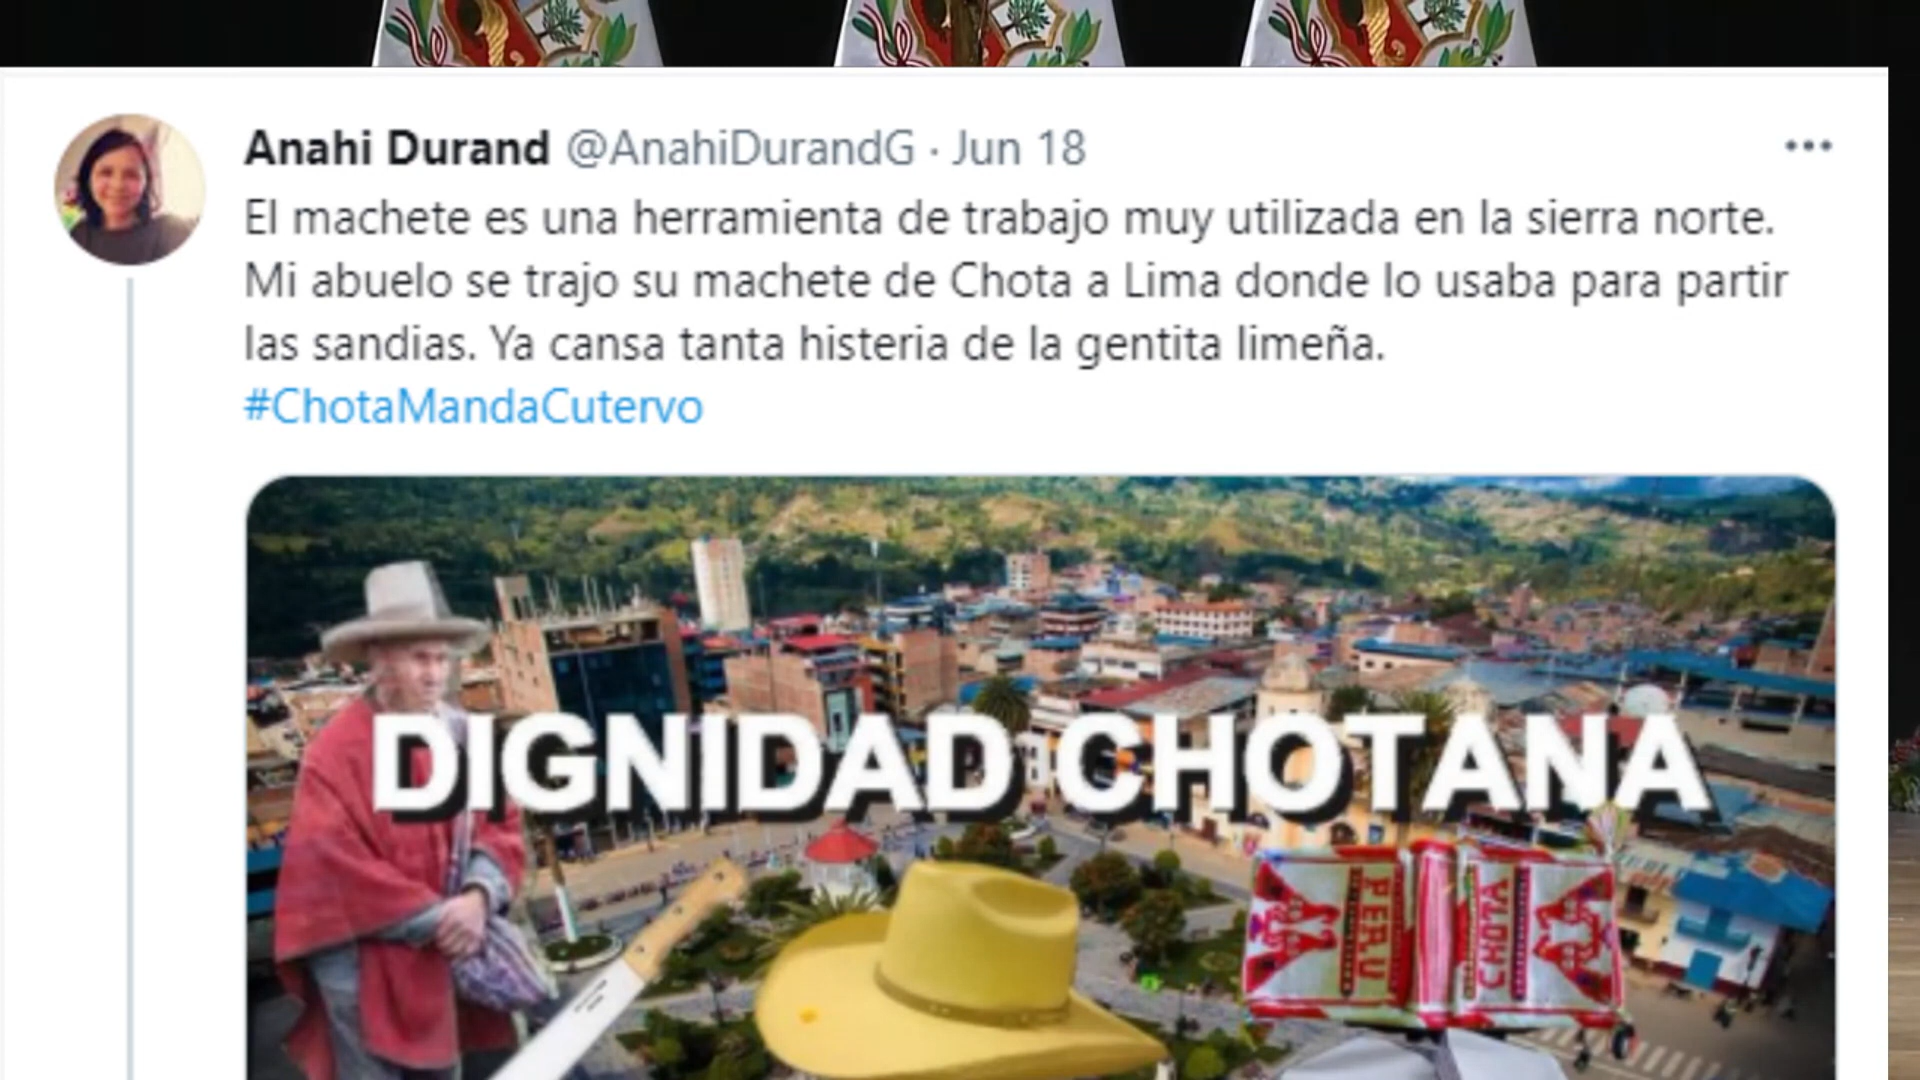 Anahi Durand @AnahiDurandG · Jun 18
El machete es una herramienta de trabajo muy utilizada en la sierra norte.
Mi abuelo se trajo su machete de Chota a Lima donde lo usaba para partir
las sandias. Ya cansa tanta histeria de la gentita limeña.
#ChotaMandaCutervo
DIGNIDAD CHOTANA
PERU
CHOTA